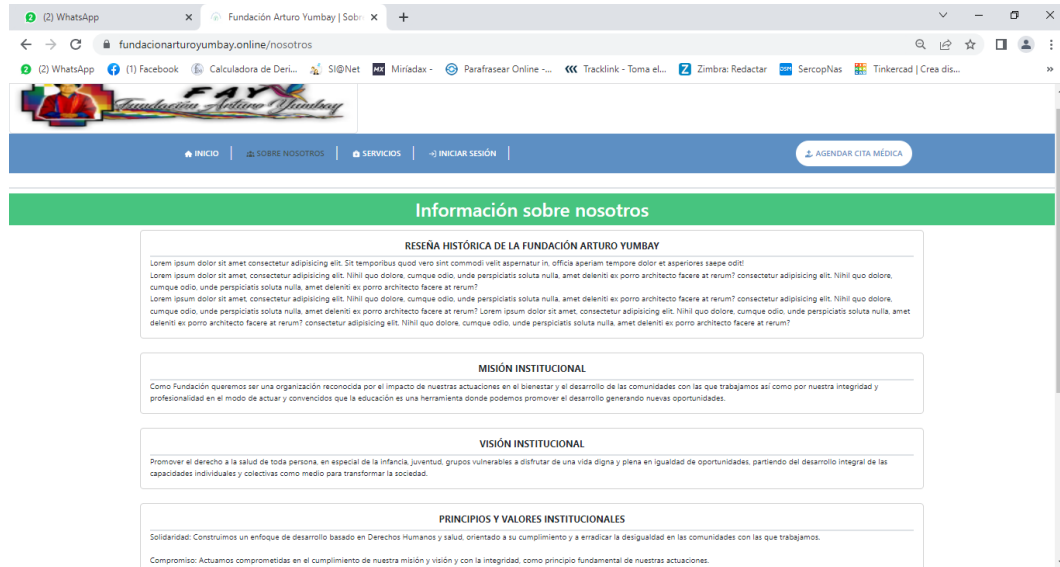 (2) WhatsApp
Fundación Arturo Yumbay | Sobr
fundacionarturoyumbay.online/nosotros
(2) WhatsApp (1) Facebook Calculadora de Deri... SI@Net Miríadax - Parafrasear Online -... Tracklink - Toma el... Zimbra: Redactar SercopNas Tinkercad | Crea dis... »
FAY
Fundación Arturo Yumbay
INICIO SOBRE NOSOTROS SERVICIOS INICIAR SESIÓN AGENDAR CITA MÉDICA
Información sobre nosotros
RESEÑA HISTÓRICA DE LA FUNDACIÓN ARTURO YUMBAY
Lorem ipsum dolor sit amet consectetur adipisicing elit. Sit temporibus quod vero sint commodi velit aspernatur in, officia aperiam tempore dolor et asperiores saepe odit!
Lorem ipsum dolor sit amet, consectetur adipisicing elit. Nihil quo dolore, cumque odio, unde perspiciatis soluta nulla, amet deleniti ex porro architecto facere at rerum? consectetur adipisicing elit. Nihil quo dolore,
cumque odio, unde perspiciatis soluta nulla, amet deleniti ex porro architecto facere at rerum?
Lorem ipsum dolor sit amet, consectetur adipisicing elit. Nihil quo dolore, cumque odio, unde perspiciatis soluta nulla, amet deleniti ex porro architecto facere at rerum? consectetur adipisicing elit. Nihil quo dolore,
cumque odio, unde perspiciatis soluta nulla, amet deleniti ex porro architecto facere at rerum? Lorem ipsum dolor sit amet, consectetur adipisicing elit. Nihil quo dolore, cumque odio, unde perspiciatis soluta nulla, amet
deleniti ex porro architecto facere at rerum? consectetur adipisicing elit. Nihil quo dolore, cumque odio, unde perspiciatis soluta nulla, amet deleniti ex porro architecto facere at rerum?
MISIÓN INSTITUCIONAL
Como Fundación queremos ser una organización reconocida por el impacto de nuestras actuaciones en el bienestar y el desarrollo de las comunidades con las que trabajamos así como por nuestra integridad y
profesionalidad en el modo de actuar y convencidos que la educación es una herramienta donde podemos promover el desarrollo generando nuevas oportunidades.
VISIÓN INSTITUCIONAL
Promover el derecho a la salud de toda persona, en especial de la infancia, juventud, grupos vulnerables a disfrutar de una vida digna y plena en igualdad de oportunidades, partiendo del desarrollo integral de las
capacidades individuales y colectivas como medio para transformar la sociedad.
PRINCIPIOS Y VALORES INSTITUCIONALES
Solidaridad: Construimos un enfoque de desarrollo basado en Derechos Humanos y salud, orientado a su cumplimiento y a erradicar la desigualdad en las comunidades con las que trabajamos.
Compromiso: Actuamos comprometidas en el cumplimiento de nuestra misión y visión y con la integridad, como principio fundamental de nuestras actuaciones.